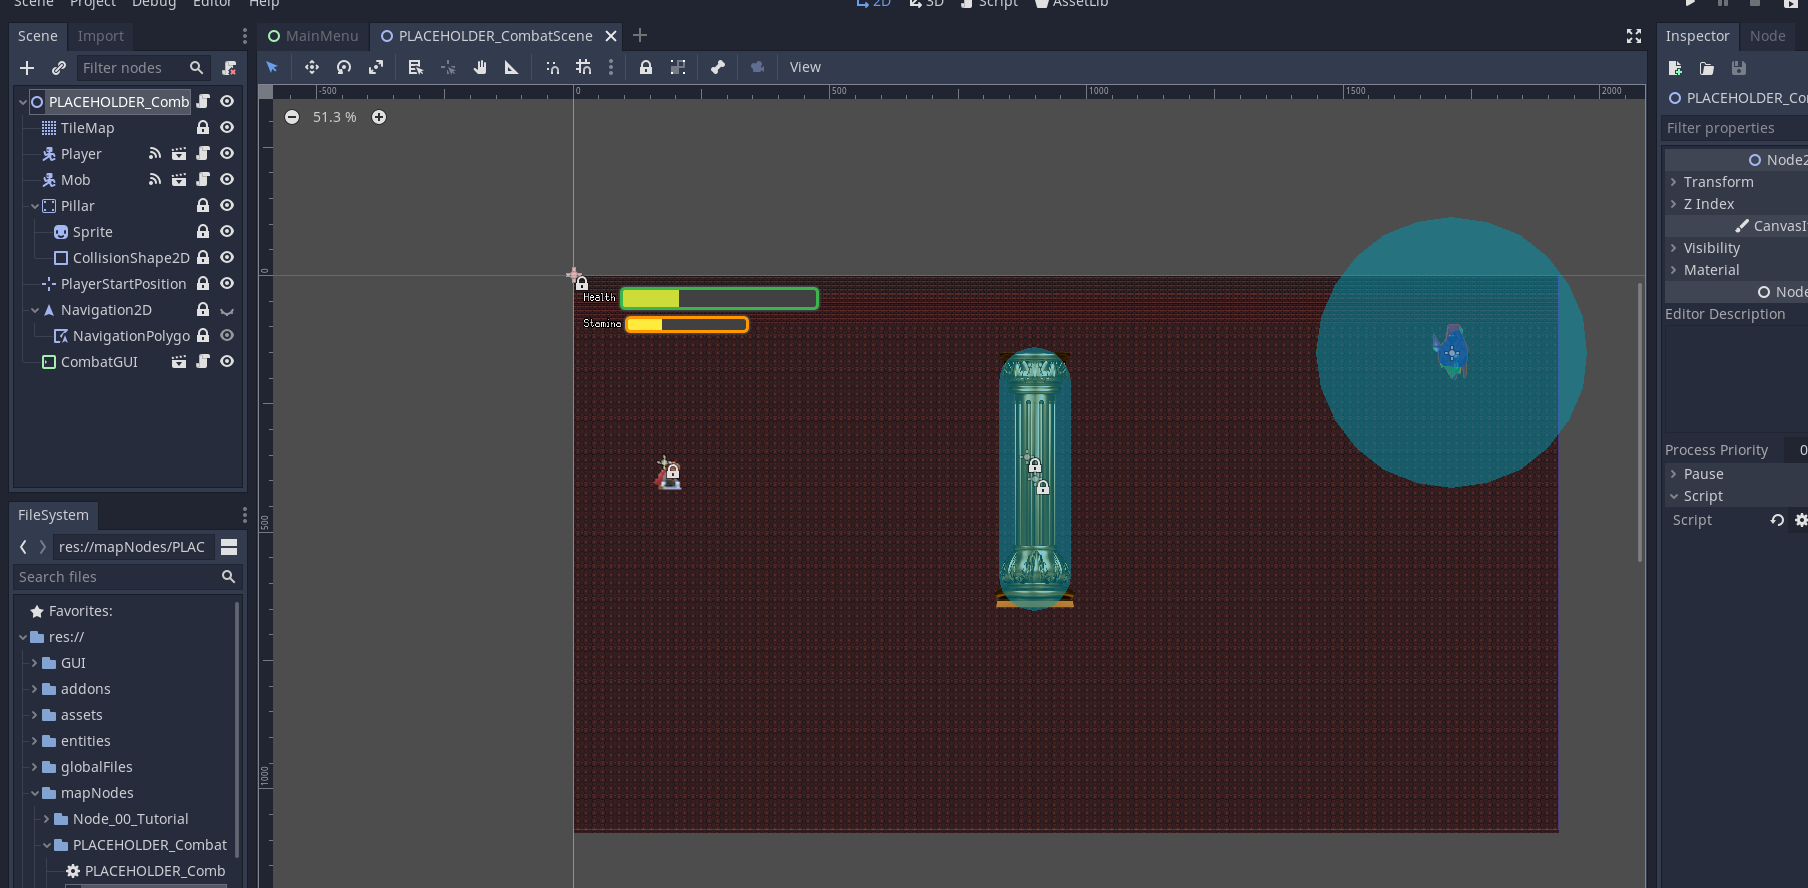 Scene Project Debug Editor Help 2D 3D Script AssetLib
Scene Import
MainMenu PLACEHOLDER_CombatScene
Inspector Node
Filter nodes
View
PLACEHOLDER_Comb
TileMap
Player
Mob
Pillar
Sprite
CollisionShape2D
PlayerStartPosition
Navigation2D
NavigationPolygo
CombatGUI
FileSystem
res://mapNodes/PLAC
Search files
Favorites:
res://
GUI
addons
assets
entities
globalFiles
mapNodes
Node_00_Tutorial
PLACEHOLDER_Combat
PLACEHOLDER_Comb
-500 0 500 1000 1500 2000
51.3 %
0
500
1000
Health
Stamina
PLACEHOLDER_Co
Filter properties
Node2
Transform
Z Index
CanvasI
Visibility
Material
Node
Editor Description
Process Priority 0
Pause
Script
Script